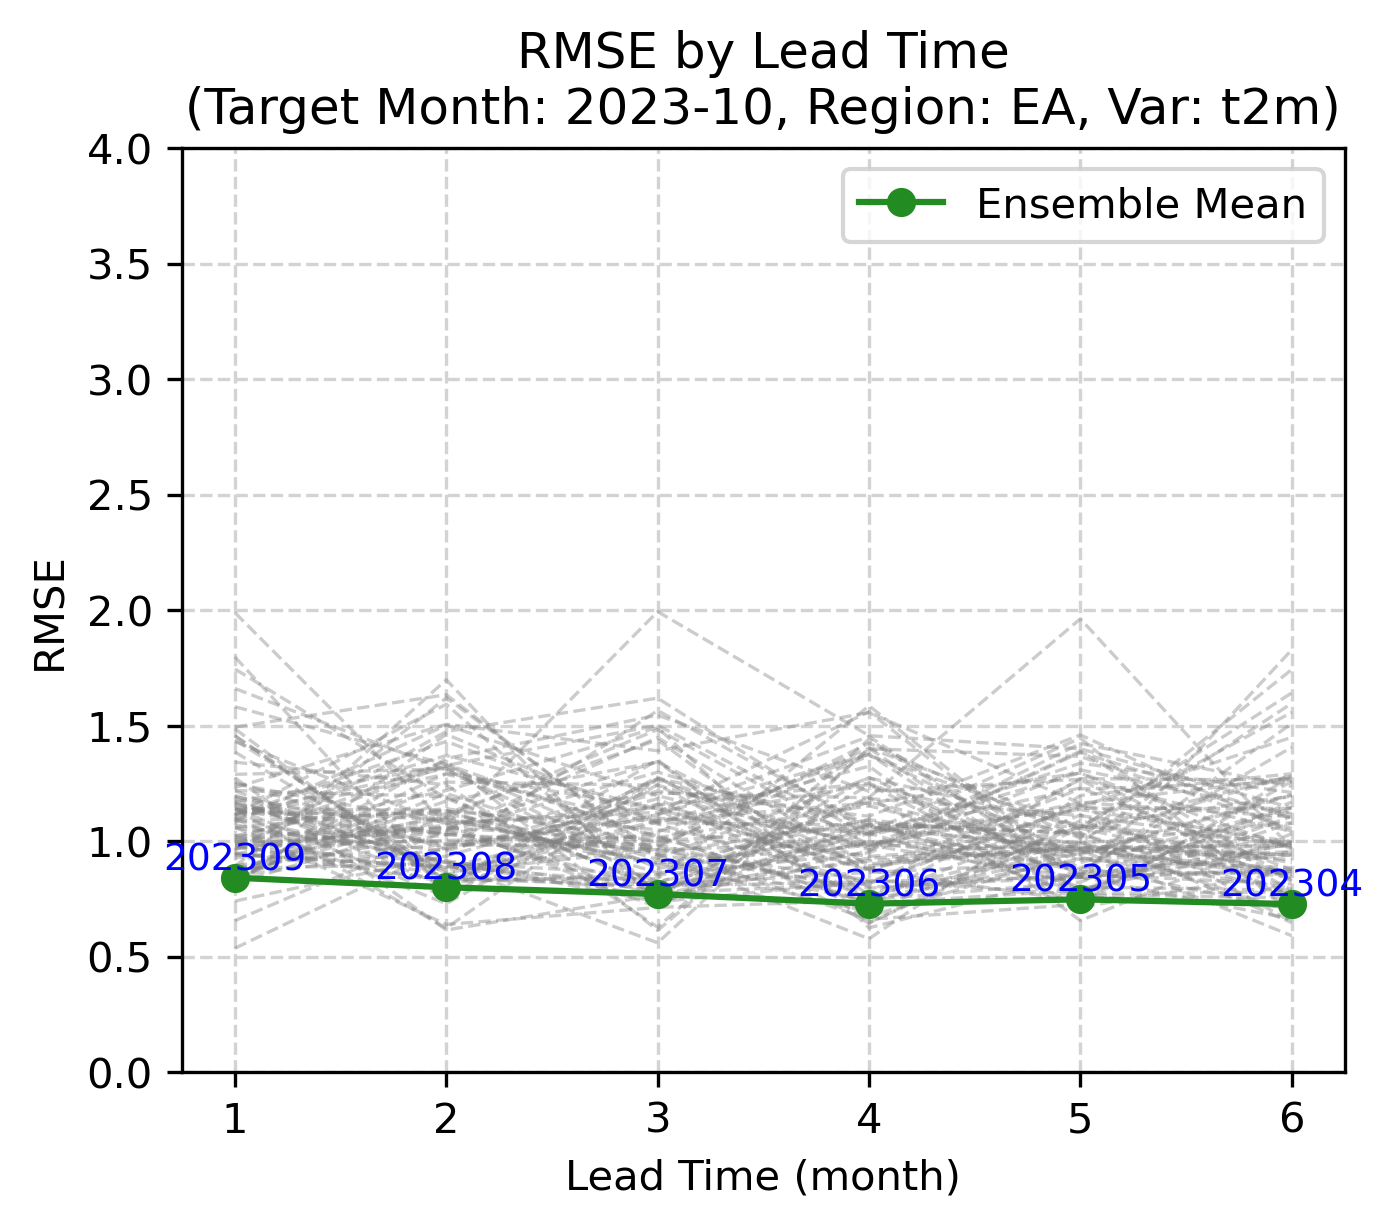 RMSE by Lead Time
(Target Month: 2023-10, Region: EA, Var: t2m)
Ensemble Mean
4.0
3.5
3.0
2.5
2.0
1.5
1.0
0.5
0.0
RMSE
202309
202308
202307
202306
202305
202304
1 2 3 4 5 6
Lead Time (month)